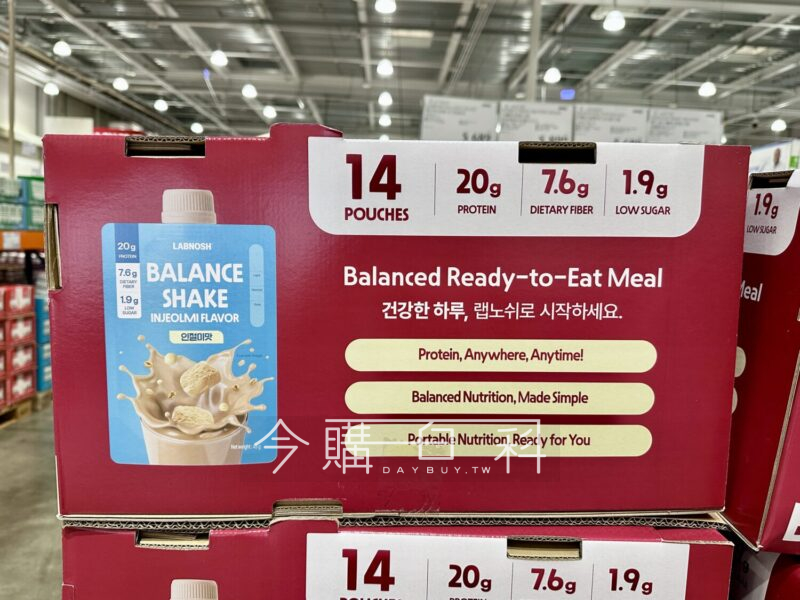 14
POUCHES
20g
PROTEIN
7.6g
DIETARY FIBER
1.9g
LOW SUGAR
LABNOSH
20g
PROTEIN
7.6g
DIETARY FIBER
1.9g
LOW SUGAR
BALANCE
SHAKE
INJEOLMI FLAVOR
인절미맛
Balanced Ready-to-Eat Meal
건강한 하루, 랩노쉬로 시작하세요.
Protein, Anywhere, Anytime!
Balanced Nutrition, Made Simple
Portable Nutrition, Ready for You
今購百科
DAYBUY.TW
1.9g
LOW SUGAR
Meal
14
POUCHES
20g
7.6g
1.9g